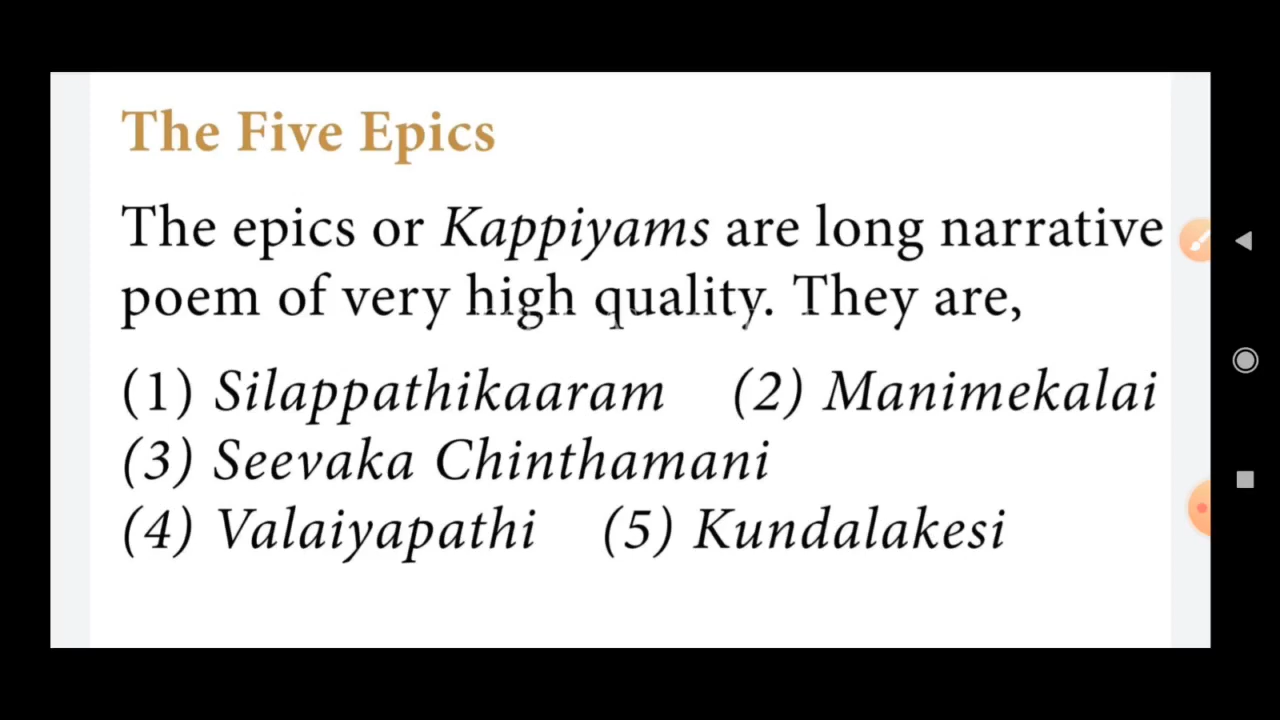 The Five Epics
The epics or Kappiyams are long narrative
poem of very high quality. They are,
(1) Silappathikaaram (2) Manimekalai
(3) Seevaka Chinthamani
(4) Valaiyapathi (5) Kundalakesi